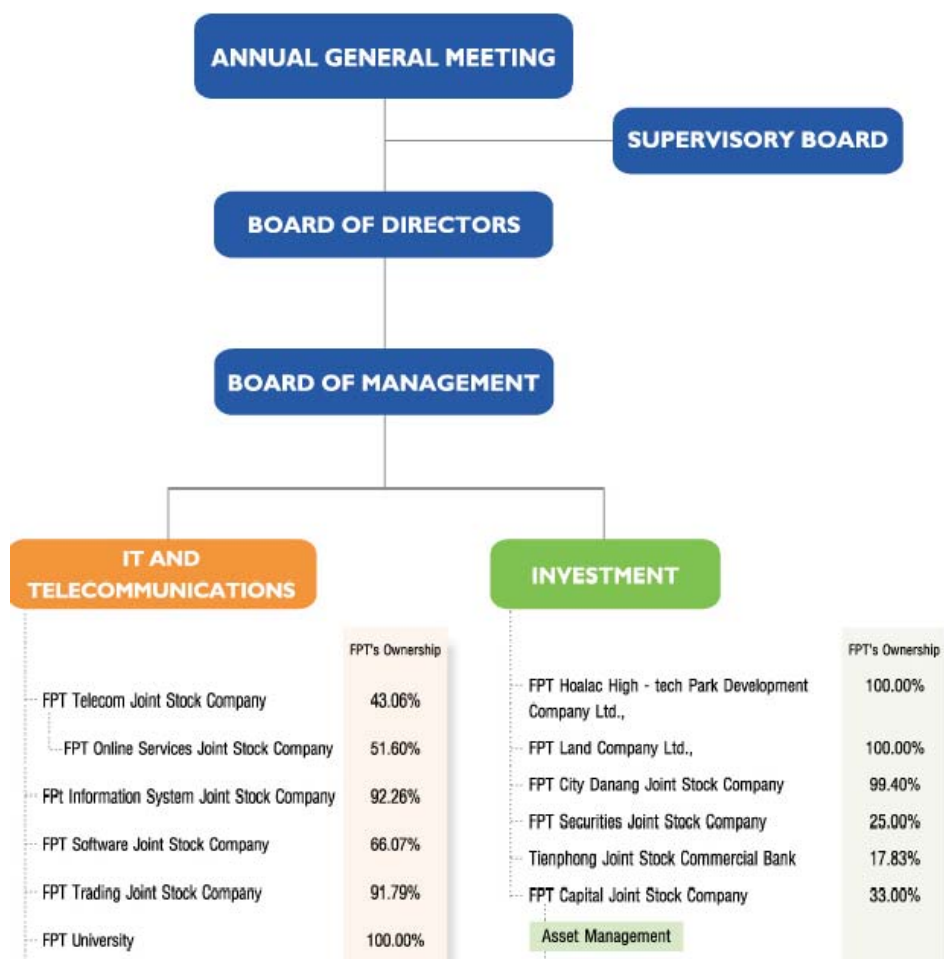 ANNUAL GENERAL MEETING
SUPERVISORY BOARD
BOARD OF DIRECTORS
BOARD OF MANAGEMENT
IT AND
TELECOMMUNICATIONS
FPT's Ownership
FPT Telecom Joint Stock Company 43.06%
FPT Online Services Joint Stock Company 51.60%
FPt Information System Joint Stock Company 92.26%
FPT Software Joint Stock Company 66.07%
FPT Trading Joint Stock Company 91.79%
FPT University 100.00%
INVESTMENT
FPT's Ownership
FPT Hoalac High - tech Park Development 100.00%
Company Ltd.,
FPT Land Company Ltd., 100.00%
FPT City Danang Joint Stock Company 99.40%
FPT Securities Joint Stock Company 25.00%
Tienphong Joint Stock Commercial Bank 17.83%
FPT Capital Joint Stock Company 33.00%
Asset Management